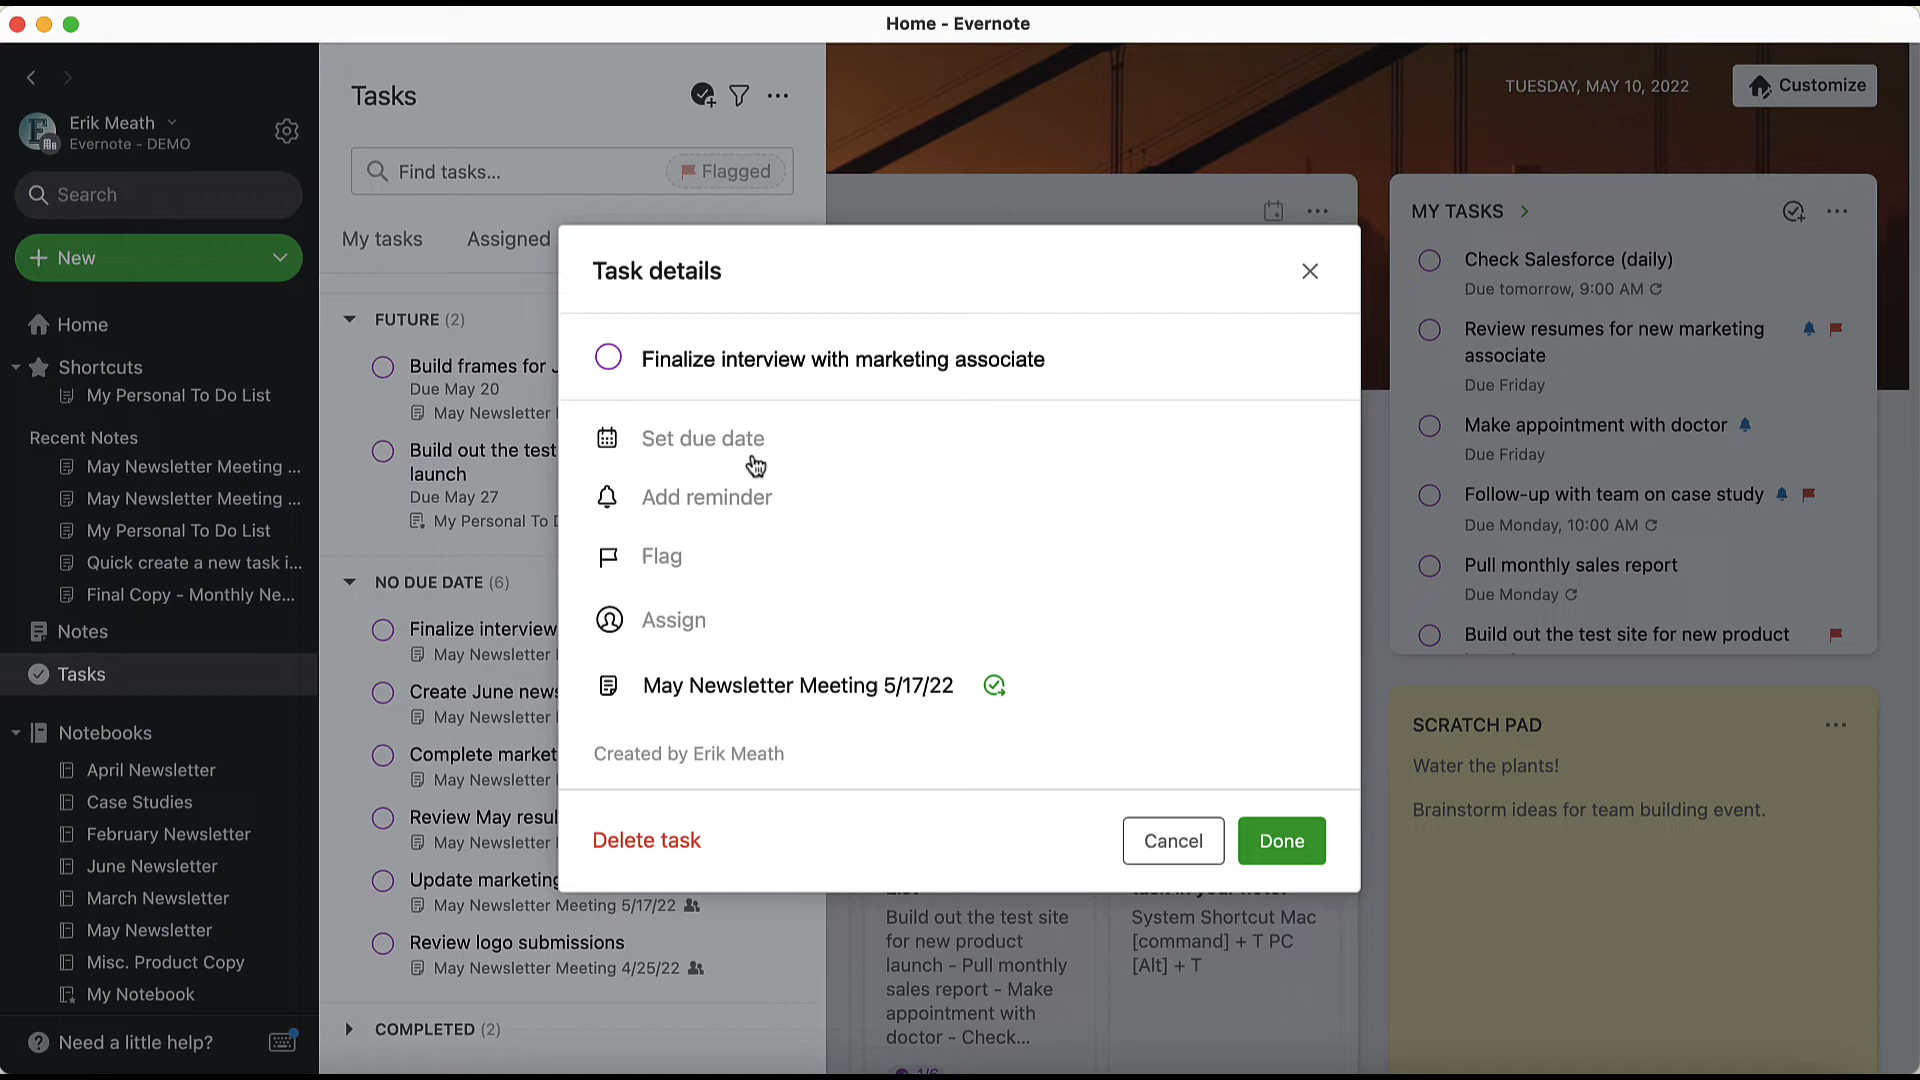 Home - Evernote
Erik Meath
Evernote - DEMO
Search
New
Home
Shortcuts
My Personal To Do List
Recent Notes
May Newsletter Meeting ...
May Newsletter Meeting ...
My Personal To Do List
Quick create a new task i...
Final Copy - Monthly Ne...
Notes
Tasks
Notebooks
April Newsletter
Case Studies
February Newsletter
June Newsletter
March Newsletter
May Newsletter
Misc. Product Copy
My Notebook
Need a little help?
Tasks
Find tasks...
Flagged
My tasks
Assigned
FUTURE (2)
Build frames for
Due May 20
May Newsletter
Build out the test
launch
Due May 27
My Personal To
NO DUE DATE (6)
Finalize interview
May Newsletter
Create June
May Newsletter
Complete
May Newsletter
Review May
May Newsletter
Update
May Newsletter Meeting 5/17/22
Review logo submissions
May Newsletter Meeting 4/25/22
COMPLETED (2)
Task details
Finalize interview with marketing associate
Set due date
Add reminder
Flag
Assign
May Newsletter Meeting 5/17/22
Created by Erik Meath
Delete task
Cancel
Done
Build out the test site
for new product
launch - Pull monthly
sales report - Make
appointment with
doctor - Check...
System Shortcut Mac
[command] + T PC
[Alt] + T
TUESDAY, MAY 10, 2022
Customize
MY TASKS
Check Salesforce (daily)
Due tomorrow, 9:00 AM
Review resumes for new marketing
associate
Due Friday
Make appointment with doctor
Due Friday
Follow-up with team on case study
Due Monday, 10:00 AM
Pull monthly sales report
Due Monday
Build out the test site for new product
SCRATCH PAD
Water the plants!
Brainstorm ideas for team building event.